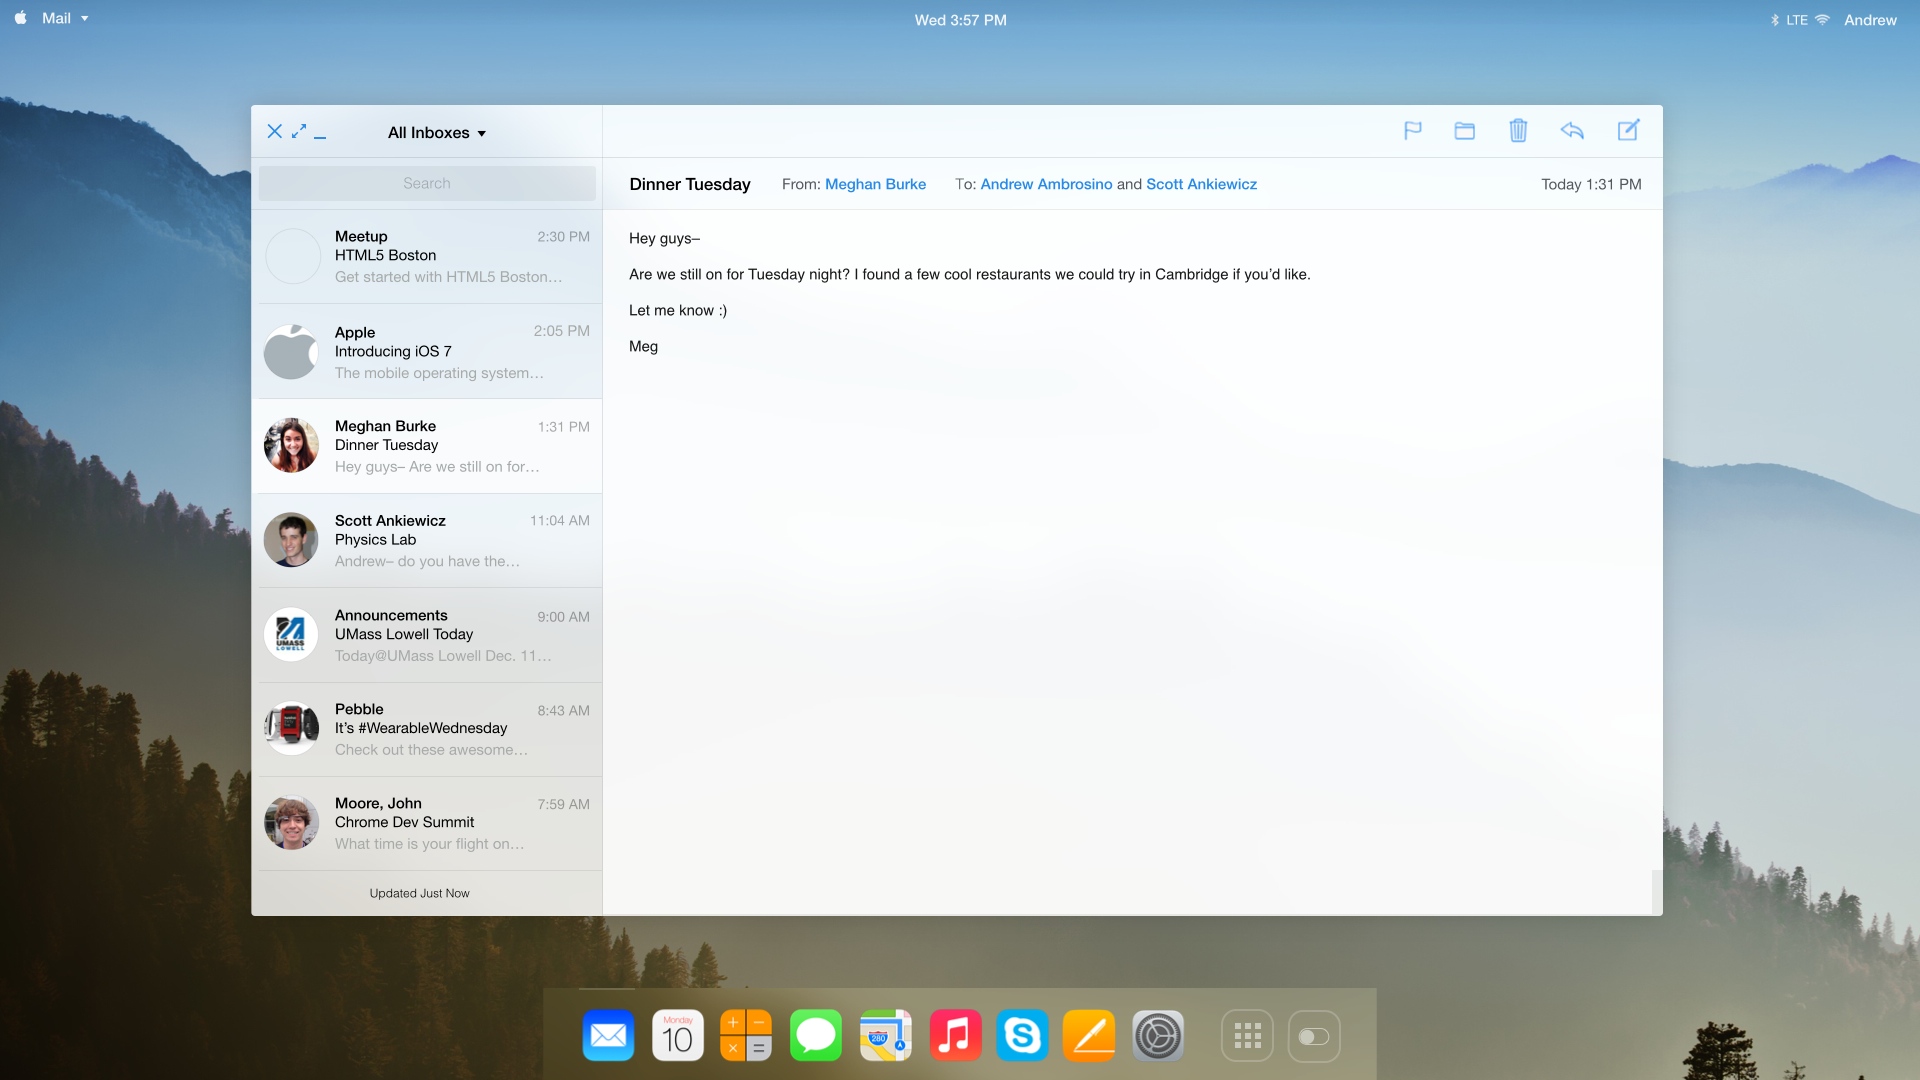 Mail
Wed 3:57 PM
LTE
Andrew
All Inboxes
Search
Meetup
2:30 PM
HTML5 Boston
Get started with HTML5 Boston…
Apple
2:05 PM
Introducing iOS 7
The mobile operating system…
Meghan Burke
1:31 PM
Dinner Tuesday
Hey guys– Are we still on for…
Scott Ankiewicz
11:04 AM
Physics Lab
Andrew– do you have the…
Announcements
9:00 AM
UMass Lowell Today
Today@UMass Lowell Dec. 11…
UMASS
LOWELL
Pebble
8:43 AM
It’s #WearableWednesday
Check out these awesome…
Moore, John
7:59 AM
Chrome Dev Summit
What time is your flight on…
Updated Just Now
Dinner Tuesday
From: Meghan Burke
To: Andrew Ambrosino and Scott Ankiewicz
Today 1:31 PM
Hey guys–
Are we still on for Tuesday night? I found a few cool restaurants we could try in Cambridge if you’d like.
Let me know :)
Meg
Monday
10
280